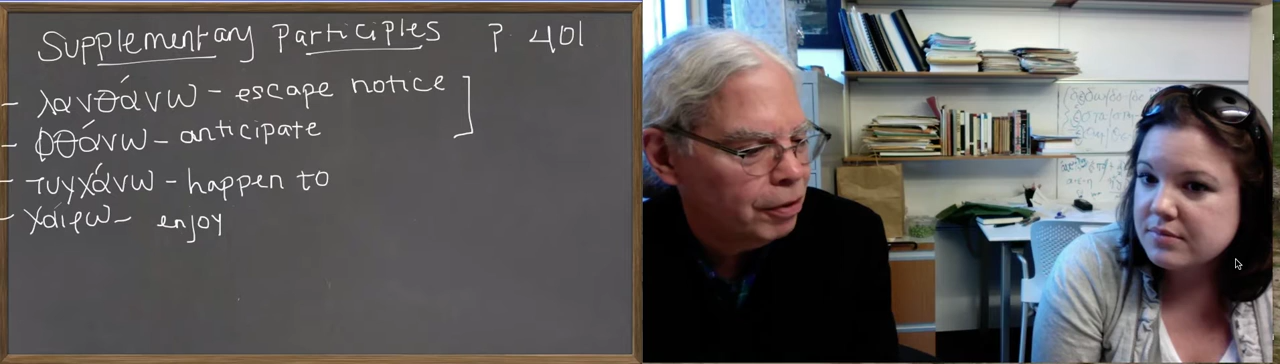 Supplementary Participles P. 401
- λανθάνω - escape notice
- φθάνω - anticipate
- τυγχάνω - happen to
- χαίρω - enjoy